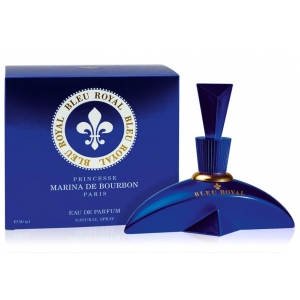 BLEU ROYAL BLEU ROYAL BLEU ROYAL
PRINCESSE
MARINA DE BOURBON
PARIS
EAU DE PARFUM
NATURAL SPRAY
BLEU ROYAL